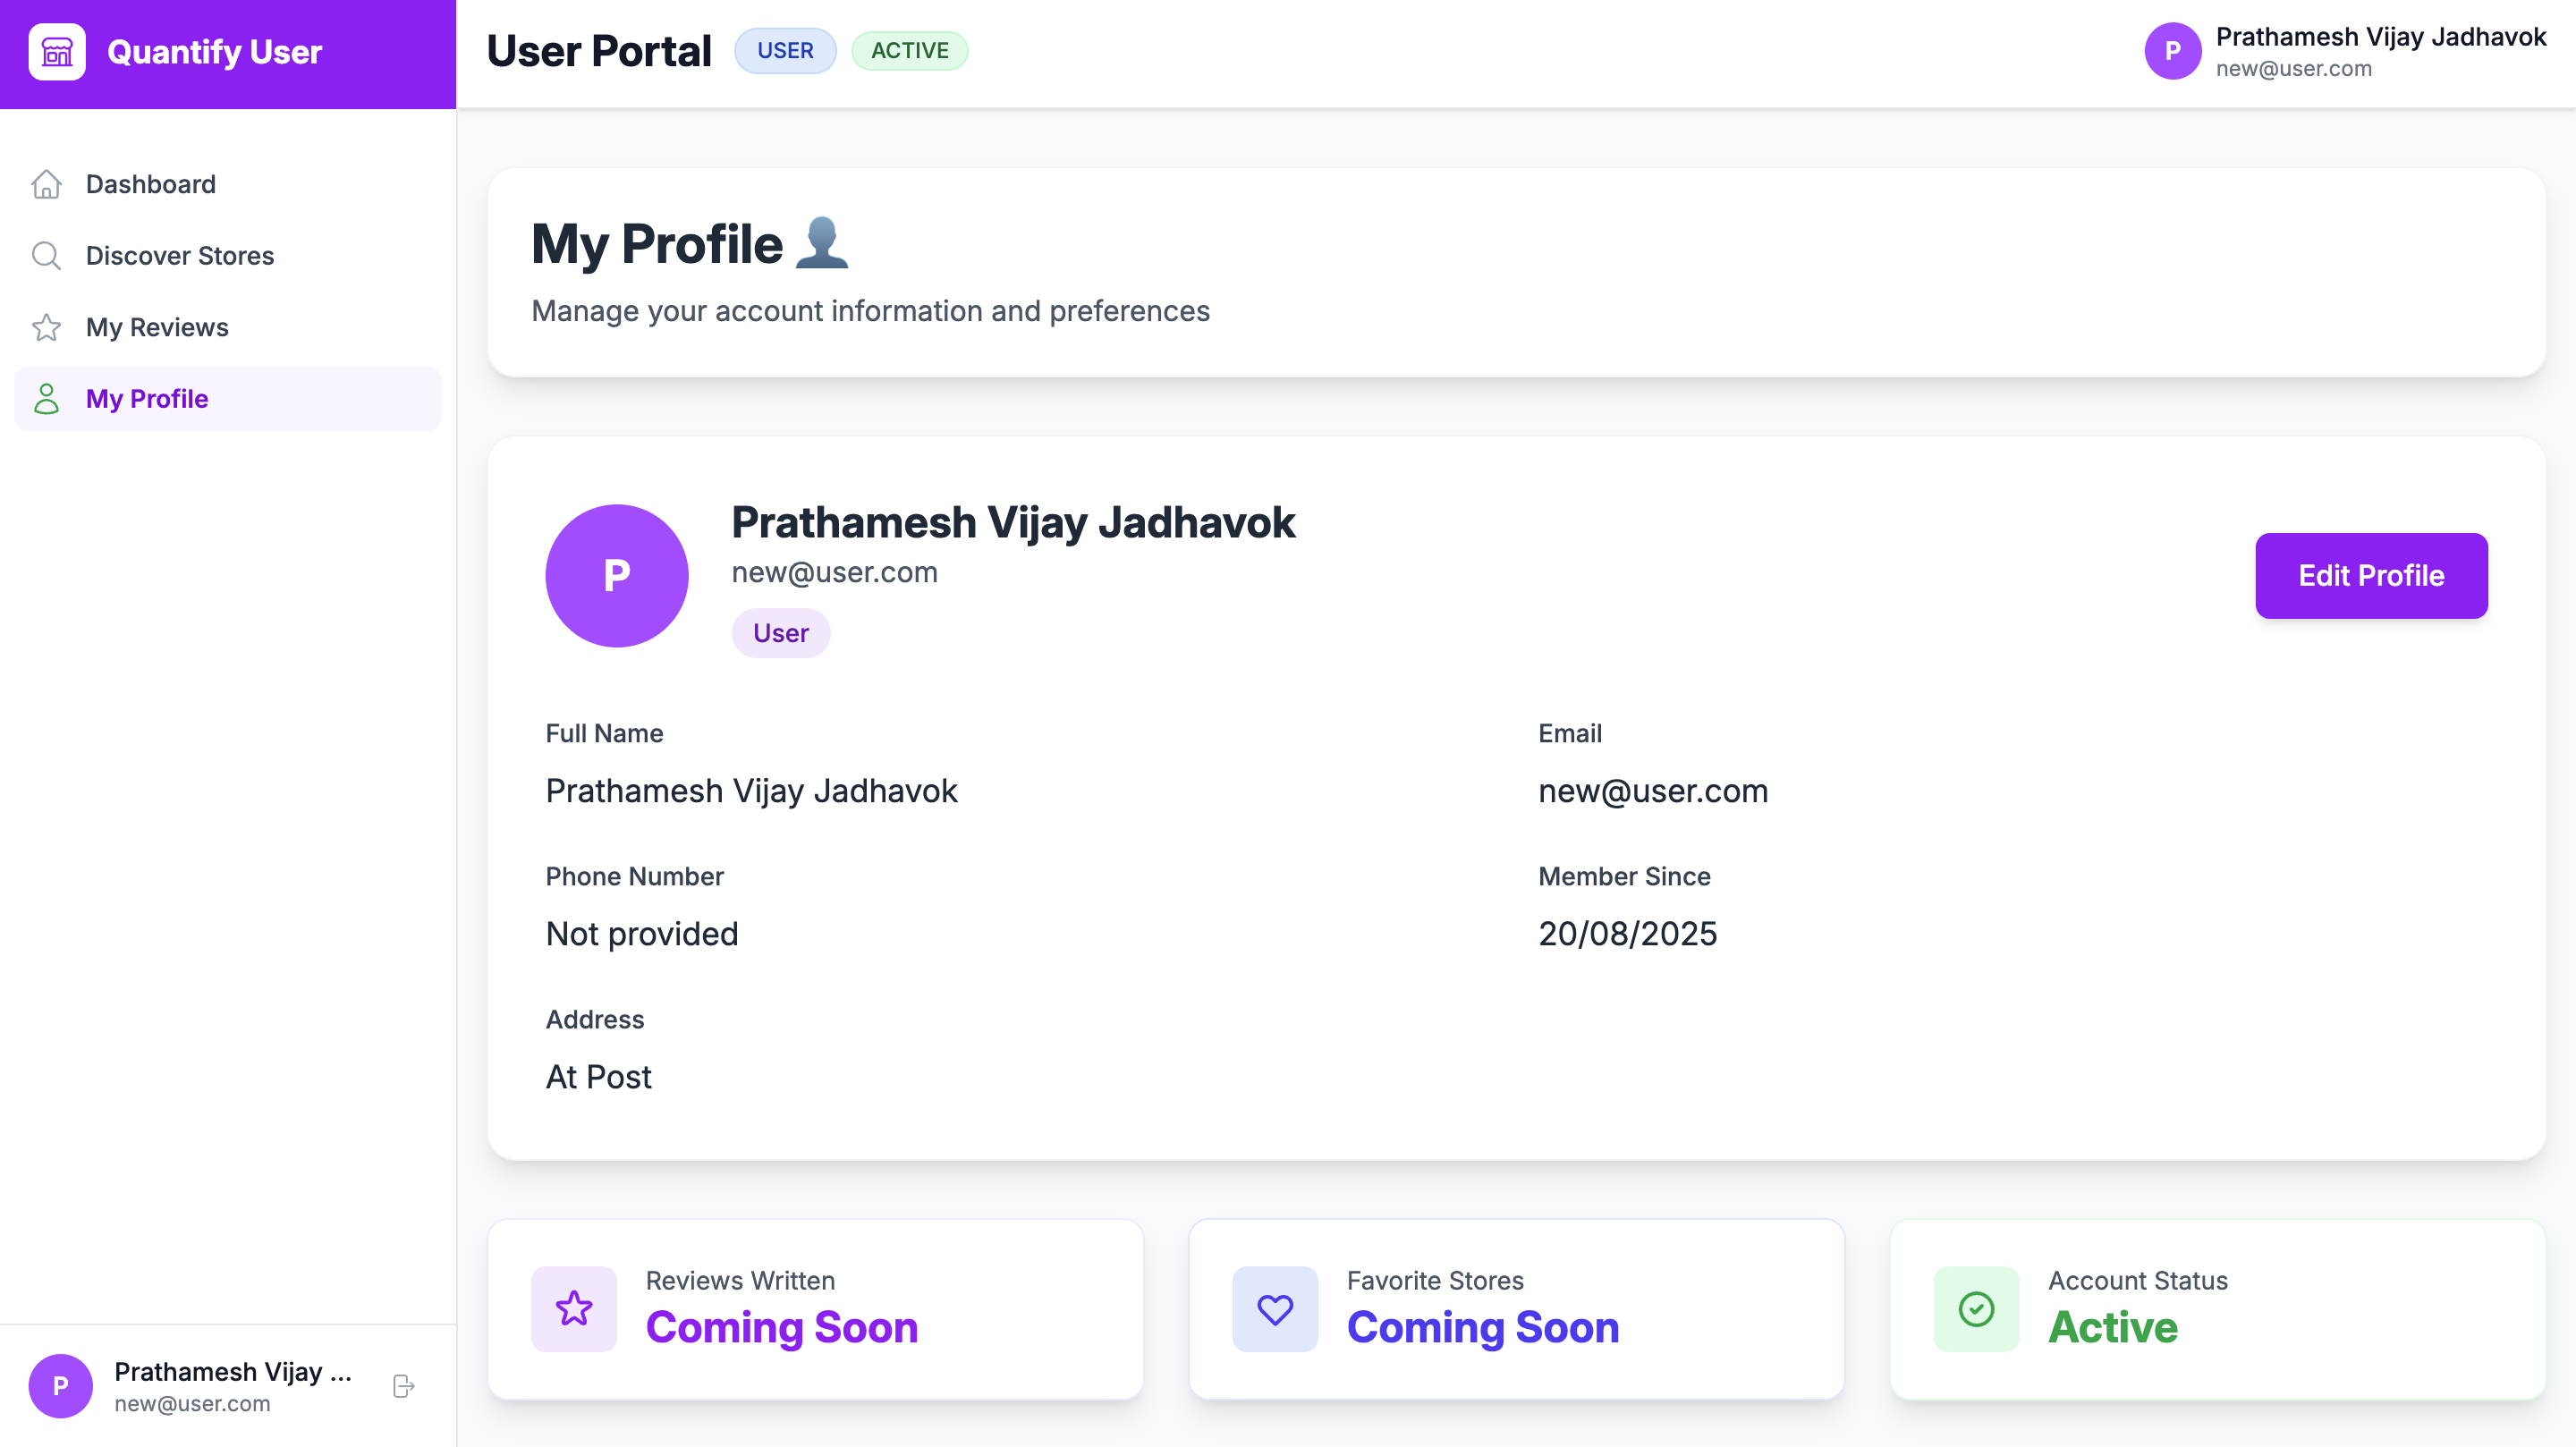 Quantify User
Dashboard
Discover Stores
My Reviews
My Profile
Prathamesh Vijay ...
new@user.com
User Portal
USER
ACTIVE
Prathamesh Vijay Jadhavok
new@user.com
My Profile
Manage your account information and preferences
Prathamesh Vijay Jadhavok
new@user.com
User
Edit Profile
Full Name
Prathamesh Vijay Jadhavok
Email
new@user.com
Phone Number
Not provided
Member Since
20/08/2025
Address
At Post
Reviews Written
Coming Soon
Favorite Stores
Coming Soon
Account Status
Active
P
P
P